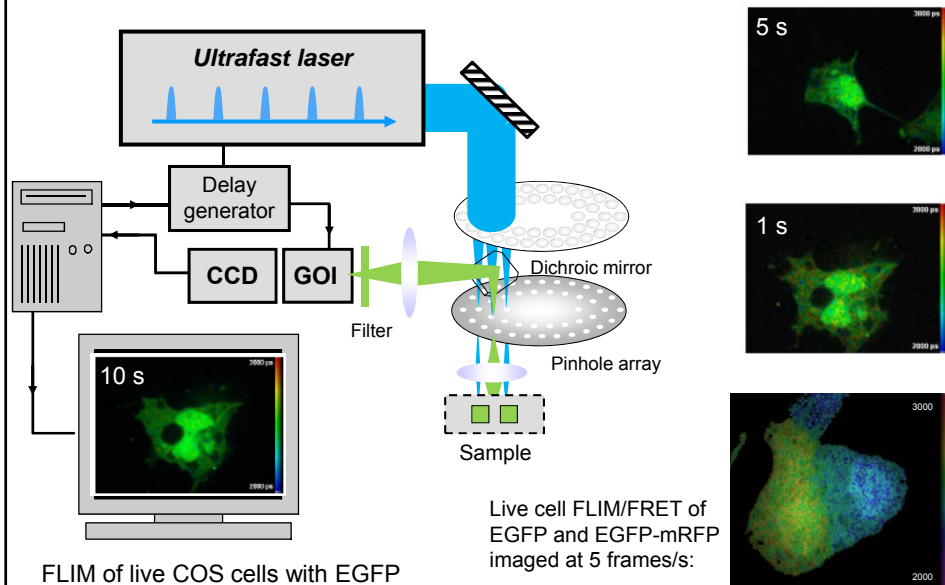 Ultrafast laser
Delay
generator
CCD
GOI
Filter
Dichroic mirror
Pinhole array
Sample
10 s
3000 ps
2000 ps
FLIM of live COS cells with EGFP
5 s
3000 ps
2000 ps
1 s
3000 ps
2000 ps
Live cell FLIM/FRET of
EGFP and EGFP-mRFP
imaged at 5 frames/s:
3000
2000